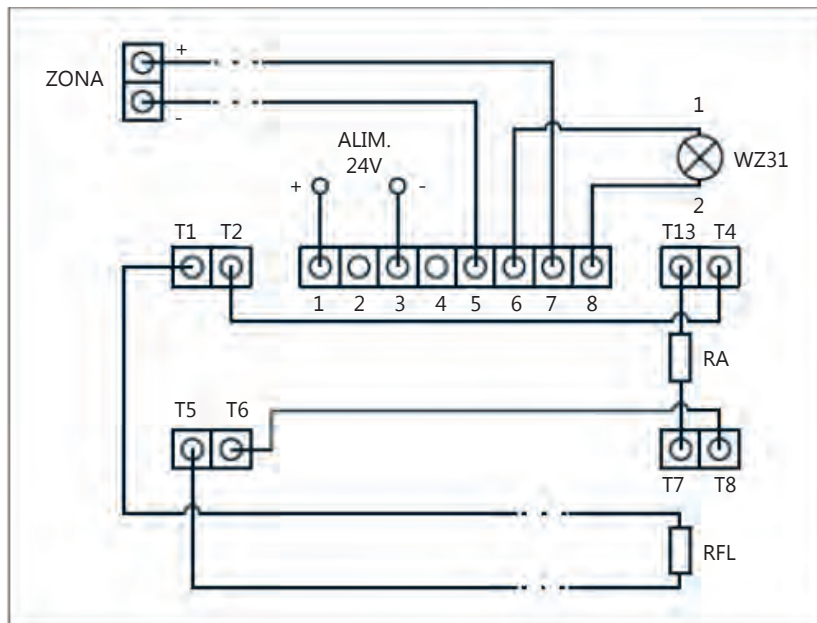 ZONA
+
-
ALIM.
24V
+
-
1
WZ31
2
T1 T2
T13 T4
1 2 3 4 5 6 7 8
RA
T5 T6
T7 T8
RFL